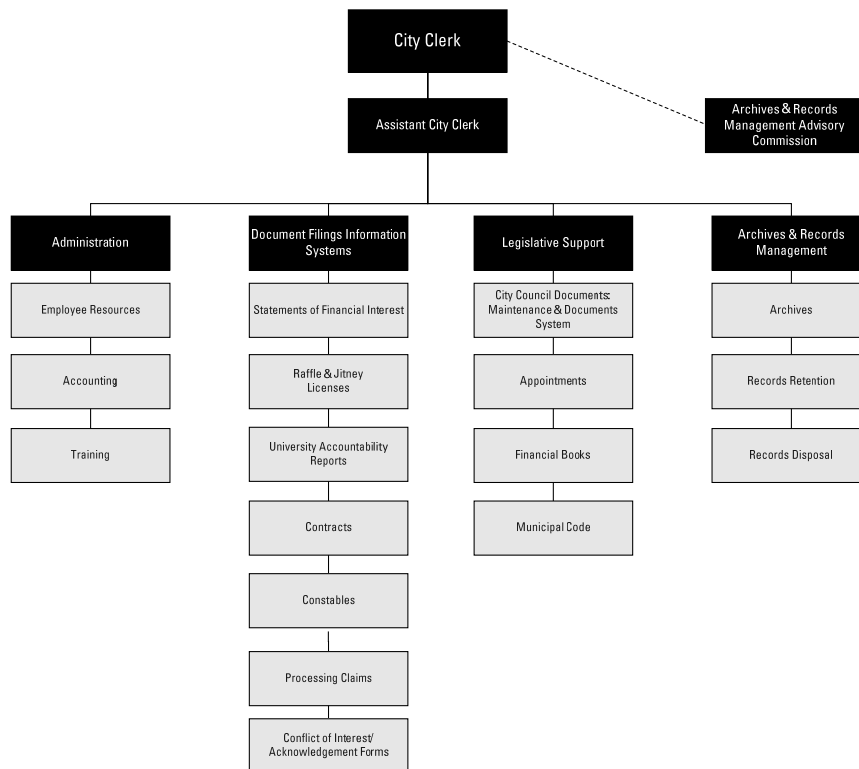 City Clerk
Assistant City Clerk
Archives & Records
Management Advisory
Commission
Administration
Document Filings Information
Systems
Legislative Support
Archives & Records
Management
Employee Resources
Statements of Financial Interest
City Council Documents:
Maintenance & Documents
System
Archives
Accounting
Raffle & Jitney
Licenses
Appointments
Records Retention
Training
University Accountability
Reports
Financial Books
Records Disposal
Contracts
Municipal Code
Constables
Processing Claims
Conflict of Interest/
Acknowledgement Forms